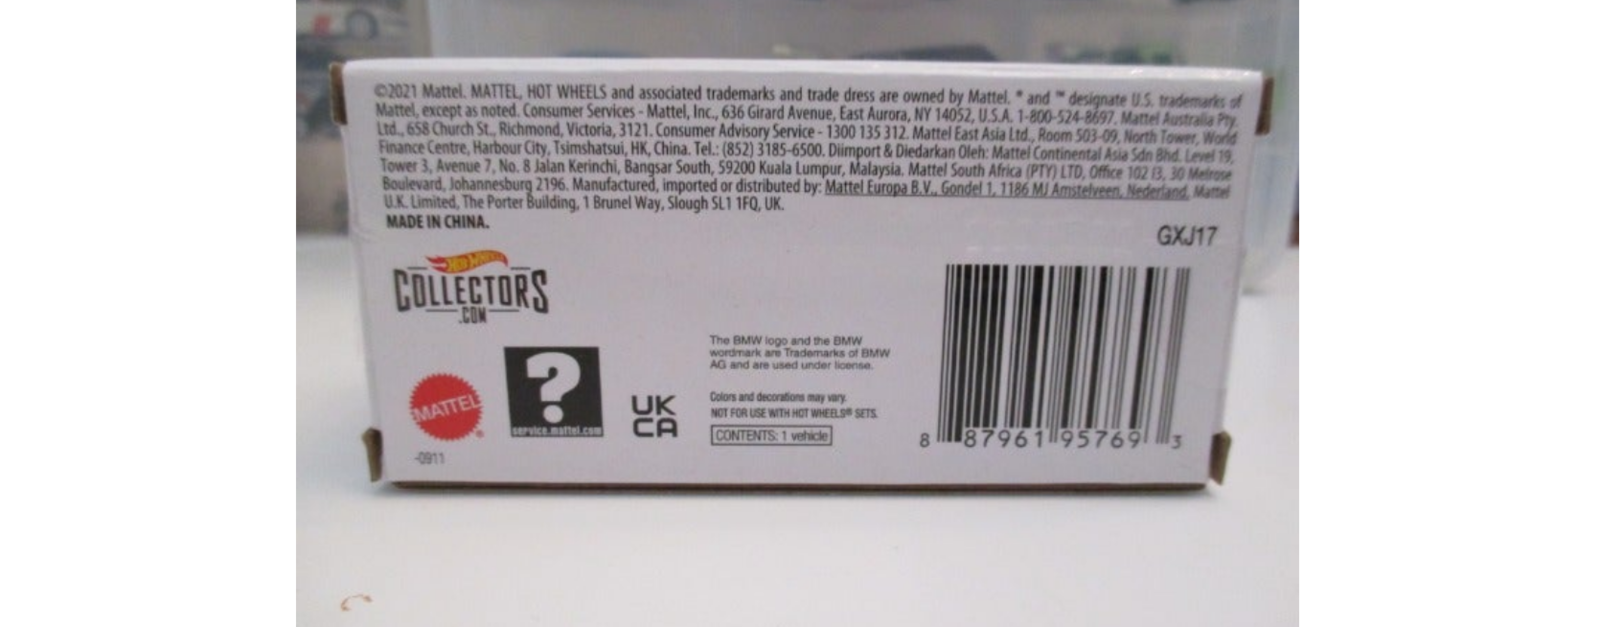 ©2021 Mattel. MATTEL, HOT WHEELS and associated trademarks and trade dress are owned by Mattel. ® and ™ designate U.S. trademarks of
Mattel, except as noted. Consumer Services - Mattel, Inc., 636 Girard Avenue, East Aurora, NY 14052, U.S.A. 1-800-524-8697. Mattel Australia Pty.
Ltd., 658 Church St., Richmond, Victoria, 3121. Consumer Advisory Service - 1300 135 312. Mattel East Asia Ltd., Room 503-09, North Tower, World
Finance Centre, Harbour City, Tsimshatsui, HK, China. Tel.: (852) 3185-6500. Diimport & Diedarkan Oleh: Mattel Continental Asia Sdn Bhd. Level 19,
Tower 3, Avenue 7, No. 8 Jalan Kerinchi, Bangsar South, 59200 Kuala Lumpur, Malaysia. Mattel South Africa (PTY) LTD, Office 102 I3, 30 Melrose
Boulevard, Johannesburg 2196. Manufactured, imported or distributed by: Mattel Europa B.V., Gondel 1, 1186 MJ Amstelveen, Nederland. Mattel
U.K. Limited, The Porter Building, 1 Brunel Way, Slough SL1 1FQ, UK.
MADE IN CHINA.
GXJ17
HOT WHEELS
COLLECTORS
.COM
The BMW logo and the BMW
wordmark are Trademarks of BMW
AG and are used under license.
MATTEL
?
service.mattel.com
UK
CA
Colors and decorations may vary.
NOT FOR USE WITH HOT WHEELS® SETS.
CONTENTS: 1 vehicle
8 87961 95769 3
-0911